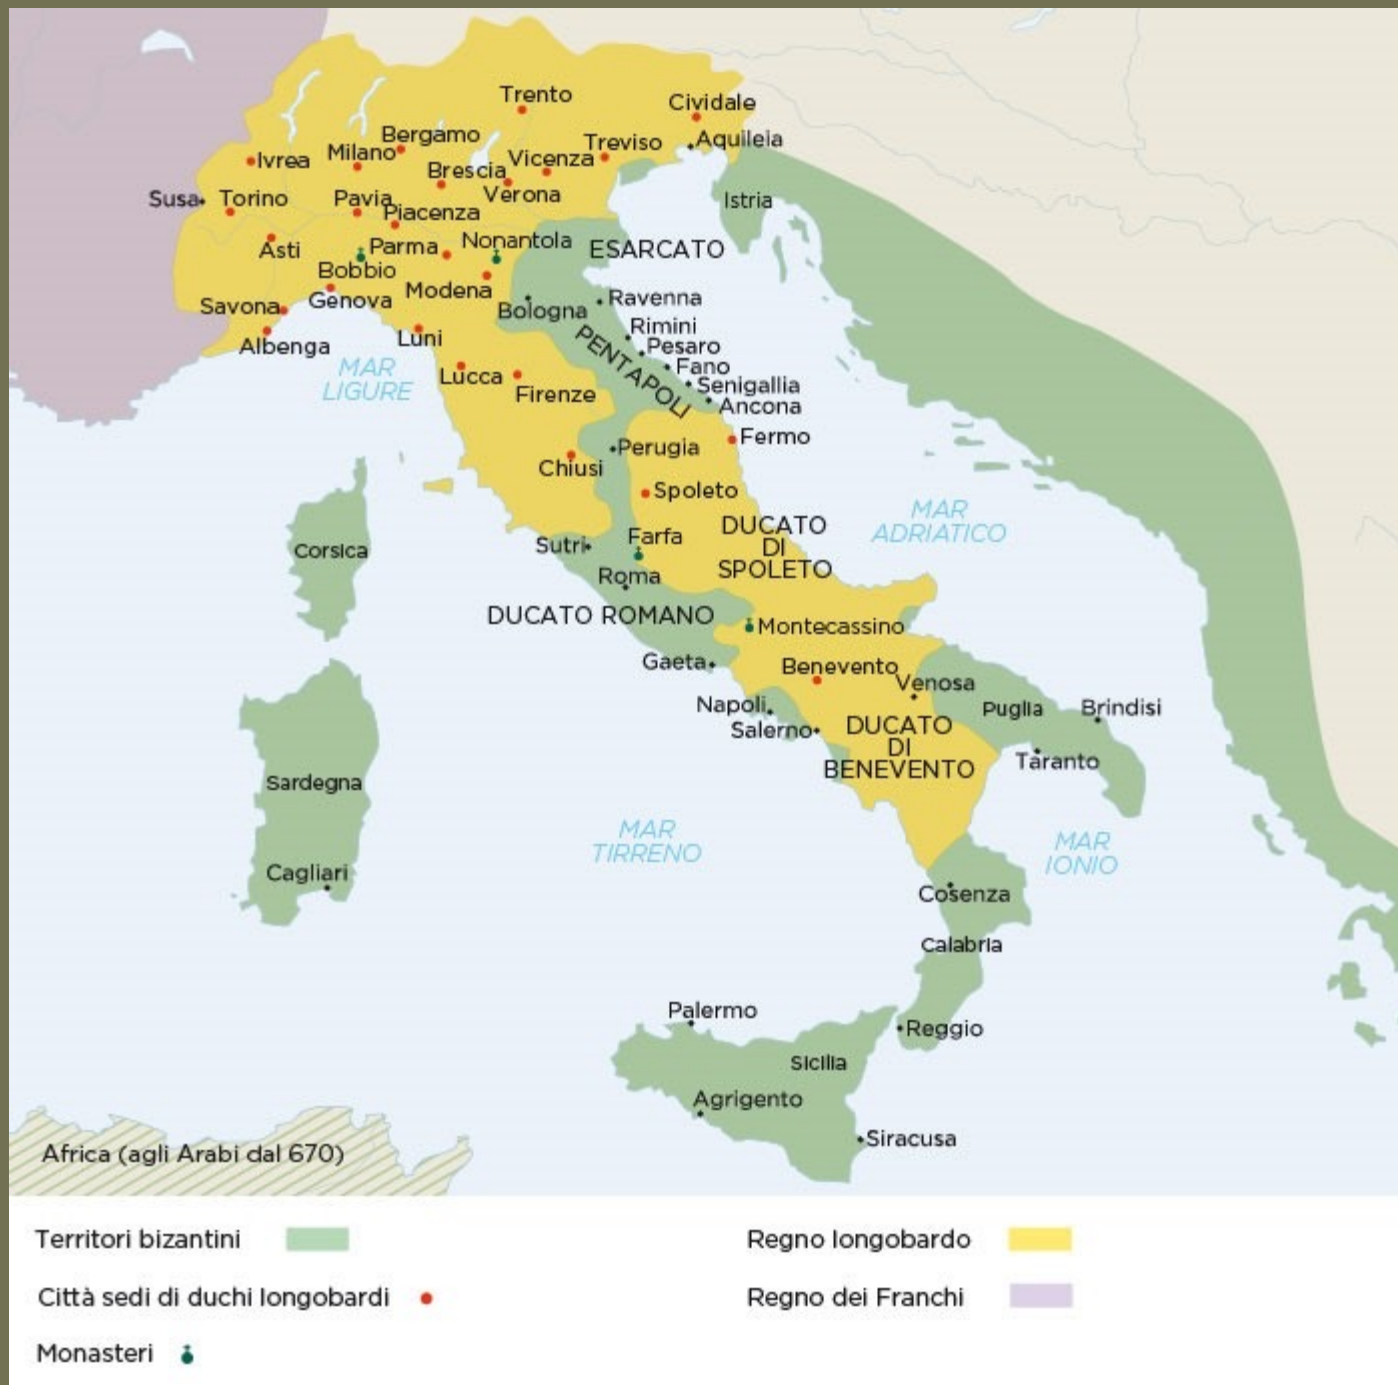 Trento
Cividale
Bergamo
Treviso
Aquileia
Ivrea
Milano
Vicenza
Brescia
Verona
Susa
Torino
Pavia
Piacenza
Istria
Asti
Parma
Nonantola
ESARCATO
Bobbio
Modena
Savona
Genova
Bologna
Ravenna
Albenga
Luni
Rimini
PENTAPOLI
Pesaro
MAR
LIGURE
Lucca
Fano
Firenze
Senigallia
Ancona
Fermo
Perugia
Chiusi
Spoleto
MAR
ADRIATICO
DUCATO
DI
SPOLETO
Sutri
Farfa
Corsica
Roma
DUCATO ROMANO
Montecassino
Gaeta
Benevento
Venosa
Napoli
Puglia
Brindisi
Salerno
DUCATO
DI
BENEVENTO
Taranto
Sardegna
MAR
TIRRENO
MAR
IONIO
Cagliari
Cosenza
Calabria
Palermo
Reggio
Sicilia
Agrigento
Siracusa
Africa (agli Arabi dal 670)
Territori bizantini
Regno longobardo
Città sedi di duchi longobardi
Regno dei Franchi
Monasteri